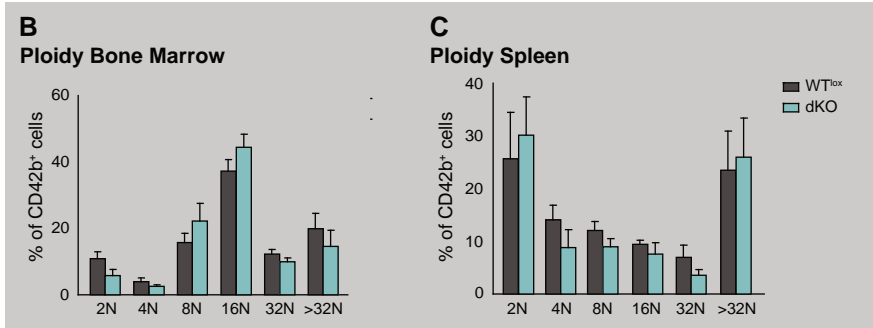 B
Ploidy Bone Marrow
% of CD42b⁺ cells
60
40
20
0
2N 4N 8N 16N 32N >32N
C
Ploidy Spleen
% of CD42b⁺ cells
40
30
20
10
0
2N 4N 8N 16N 32N >32N
WTˡᵒˣ
dKO